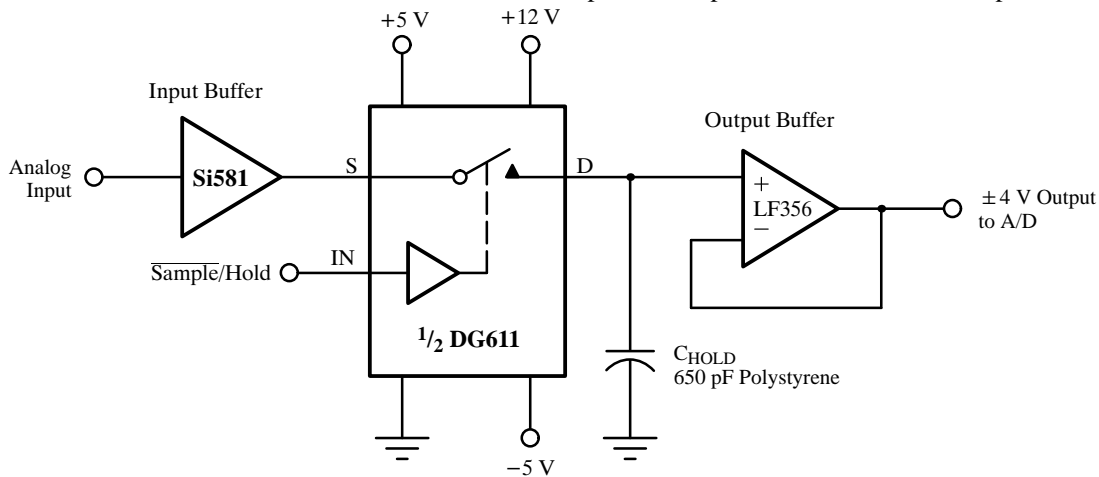 +5 V
+12 V
Input Buffer
Output Buffer
Analog
Input
Si581
S
D
+
LF356
−
± 4 V Output
to A/D
Sample/Hold
IN
1/2 DG611
CHOLD
650 pF Polystyrene
−5 V